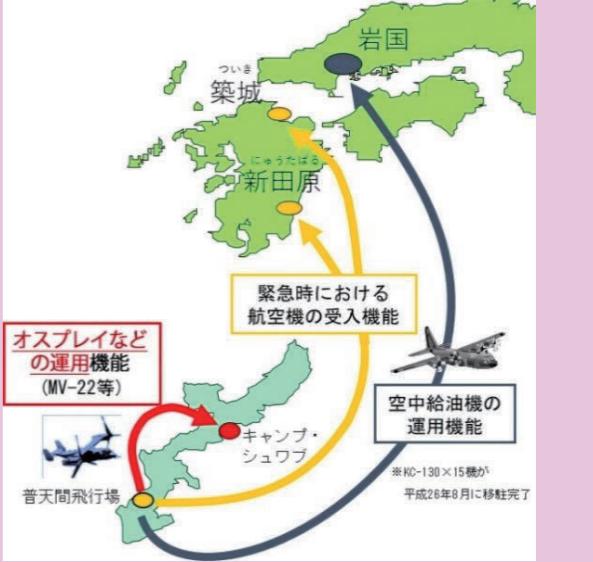 岩国
ついき
築城
にゅうたばる
新田原
緊急時における
航空機の受入機能
オスプレイなど
の運用機能
(MV-22等)
空中給油機の
運用機能
キャンプ・
シュワブ
※KC-130×15機が
平成26年8月に移駐完了
普天間飛行場